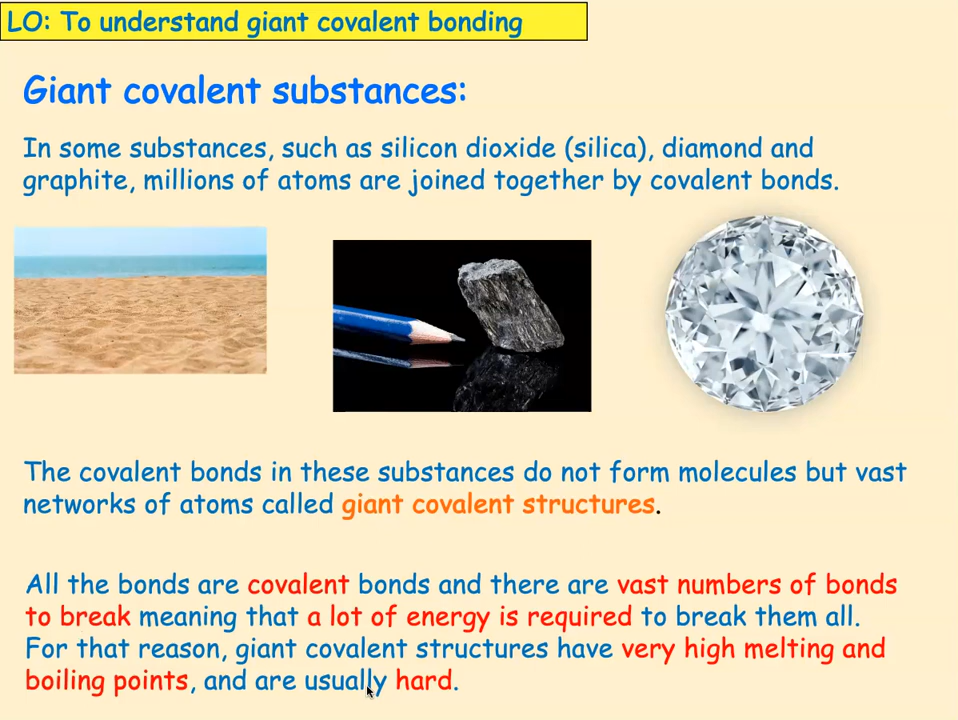 LO: To understand giant covalent bonding
Giant covalent substances:
In some substances, such as silicon dioxide (silica), diamond and
graphite, millions of atoms are joined together by covalent bonds.
The covalent bonds in these substances do not form molecules but vast
networks of atoms called giant covalent structures.
All the bonds are covalent bonds and there are vast numbers of bonds
to break meaning that a lot of energy is required to break them all.
For that reason, giant covalent structures have very high melting and
boiling points, and are usually hard.